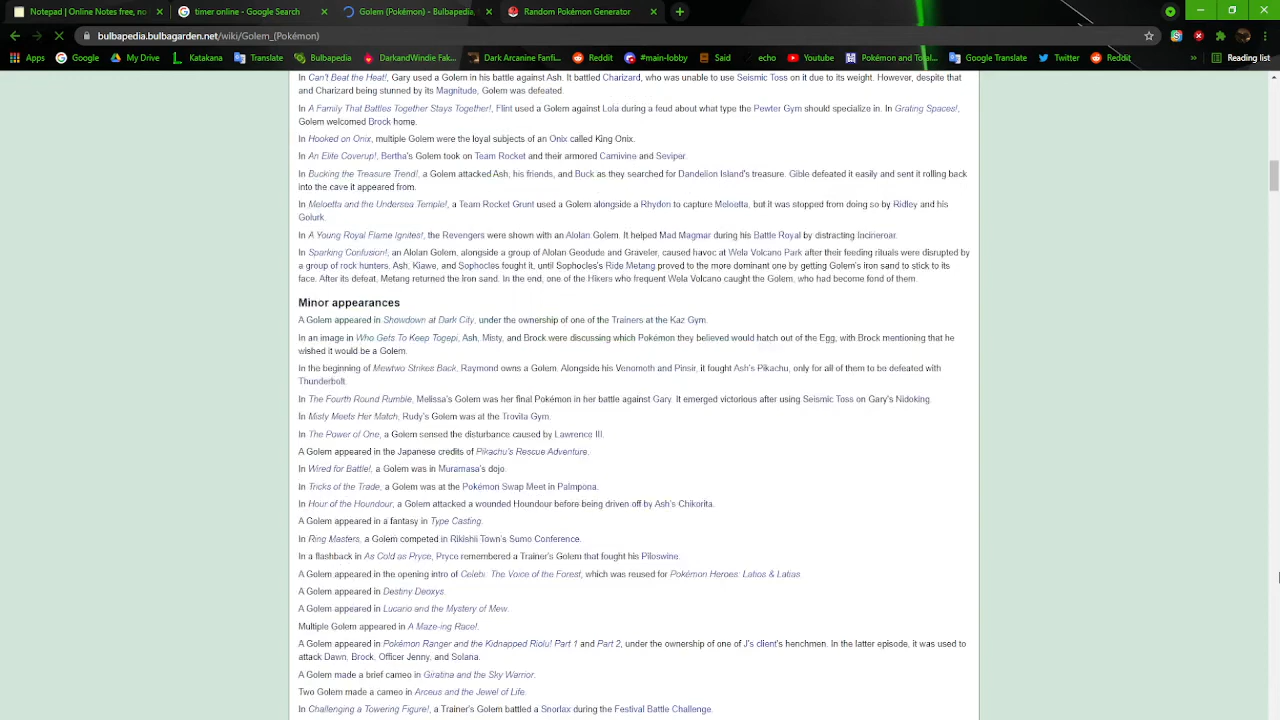 Notepad | Online Notes free, no
timer online - Google Search
Golem (Pokémon) - Bulbapedia,
Random Pokémon Generator
bulbapedia.bulbagarden.net/wiki/Golem_(Pokémon)
Apps Google My Drive Katakana Google Translate Bulbapedia DarkandWindie Fak... Dark Arcanine Fanfi... Reddit #main-lobby Said echo Youtube Pokémon and Total... Google Translate Twitter Reddit » Reading list
In Can't Beat the Heat!, Gary used a Golem in his battle against Ash. It battled Charizard, who was unable to use Seismic Toss on it due to its weight. However, despite that
and Charizard being stunned by its Magnitude, Golem was defeated.
In A Family That Battles Together Stays Together!, Flint used a Golem against Lola during a feud about what type the Pewter Gym should specialize in. In Grating Spaces!,
Golem welcomed Brock home.
In Hooked on Onix, multiple Golem were the loyal subjects of an Onix called King Onix.
In An Elite Coverup!, Bertha's Golem took on Team Rocket and their armored Carnivine and Seviper.
In Bucking the Treasure Trend!, a Golem attacked Ash, his friends, and Buck as they searched for Dandelion Island's treasure. Gible defeated it easily and sent it rolling back
into the cave it appeared from.
In Meloetta and the Undersea Temple!, a Team Rocket Grunt used a Golem alongside a Rhydon to capture Meloetta, but it was stopped from doing so by Ridley and his
Golurk.
In A Young Royal Flame Ignites!, the Revengers were shown with an Alolan Golem. It helped Mad Magmar during his Battle Royal by distracting Incineroar.
In Sparking Confusion!, an Alolan Golem, alongside a group of Alolan Geodude and Graveler, caused havoc at Wela Volcano Park after their feeding rituals were disrupted by
a group of rock hunters. Ash, Kiawe, and Sophocles fought it, until Sophocles's Ride Metang proved to the more dominant one by getting Golem's iron sand to stick to its
face. After its defeat, Metang returned the iron sand. In the end, one of the Hikers who frequent Wela Volcano caught the Golem, who had become fond of them.
Minor appearances
A Golem appeared in Showdown at Dark City, under the ownership of one of the Trainers at the Kaz Gym.
In an image in Who Gets To Keep Togepi, Ash, Misty, and Brock were discussing which Pokémon they believed would hatch out of the Egg, with Brock mentioning that he
wished it would be a Golem.
In the beginning of Mewtwo Strikes Back, Raymond owns a Golem. Alongside his Venomoth and Pinsir, it fought Ash's Pikachu, only for all of them to be defeated with
Thunderbolt.
In The Fourth Round Rumble, Melissa's Golem was her final Pokémon in her battle against Gary. It emerged victorious after using Seismic Toss on Gary's Nidoking.
In Misty Meets Her Match, Rudy's Golem was at the Trovita Gym.
In The Power of One, a Golem sensed the disturbance caused by Lawrence III.
A Golem appeared in the Japanese credits of Pikachu's Rescue Adventure.
In Wired for Battle!, a Golem was in Muramasa's dojo.
In Tricks of the Trade, a Golem was at the Pokémon Swap Meet in Palmpona.
In Hour of the Houndour, a Golem attacked a wounded Houndour before being driven off by Ash's Chikorita.
A Golem appeared in a fantasy in Type Casting.
In Ring Masters, a Golem competed in Rikishii Town's Sumo Conference.
In a flashback in As Cold as Pryce, Pryce remembered a Trainer's Golem that fought his Piloswine.
A Golem appeared in the opening intro of Celebi: The Voice of the Forest, which was reused for Pokémon Heroes: Latios & Latias.
A Golem appeared in Destiny Deoxys.
A Golem appeared in Lucario and the Mystery of Mew.
Multiple Golem appeared in A Maze-ing Race!.
A Golem appeared in Pokémon Ranger and the Kidnapped Riolu! Part 1 and Part 2, under the ownership of one of J's client's henchmen. In the latter episode, it was used to
attack Dawn, Brock, Officer Jenny, and Solana.
A Golem made a brief cameo in Giratina and the Sky Warrior.
Two Golem made a cameo in Arceus and the Jewel of Life.
In Challenging a Towering Figure!, a Trainer's Golem battled a Snorlax during the Festival Battle Challenge.